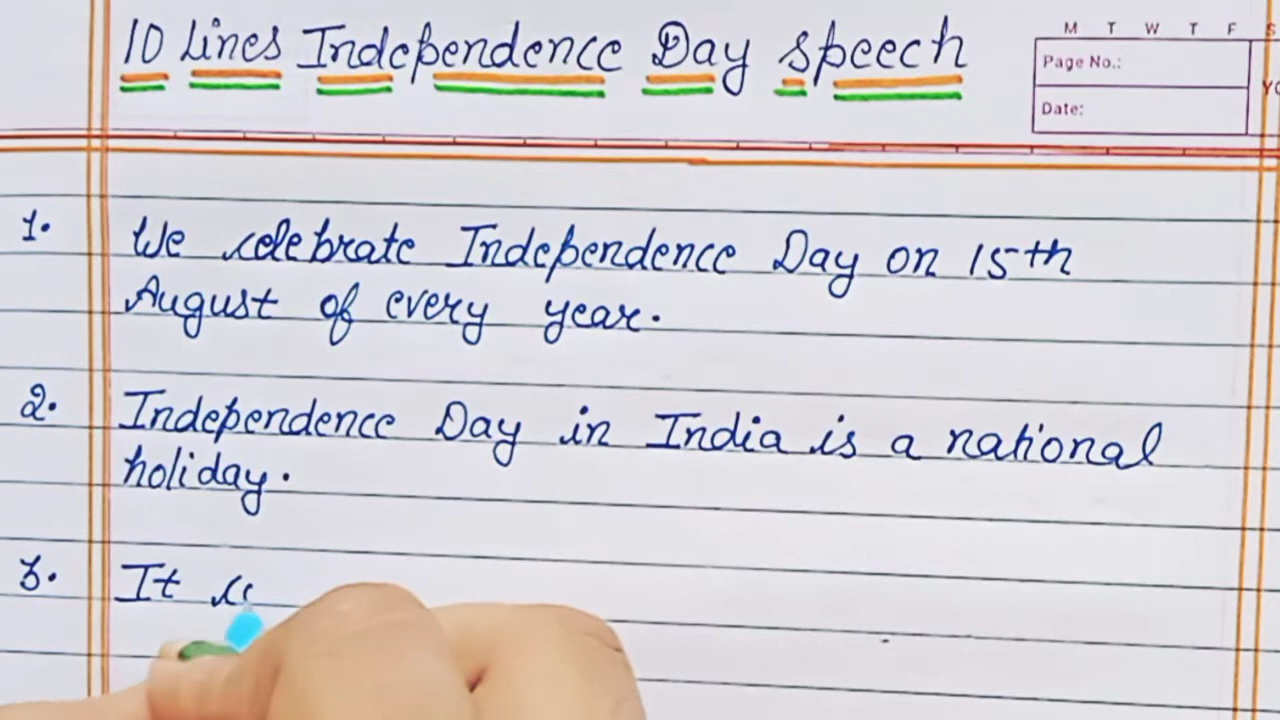 10 Lines Independence Day speech
M T W T F S
Page No.:
Date:
YO
1. We celebrate Independence Day on 15th
August of every year.
2. Independence Day in India is a national
holiday.
3. It